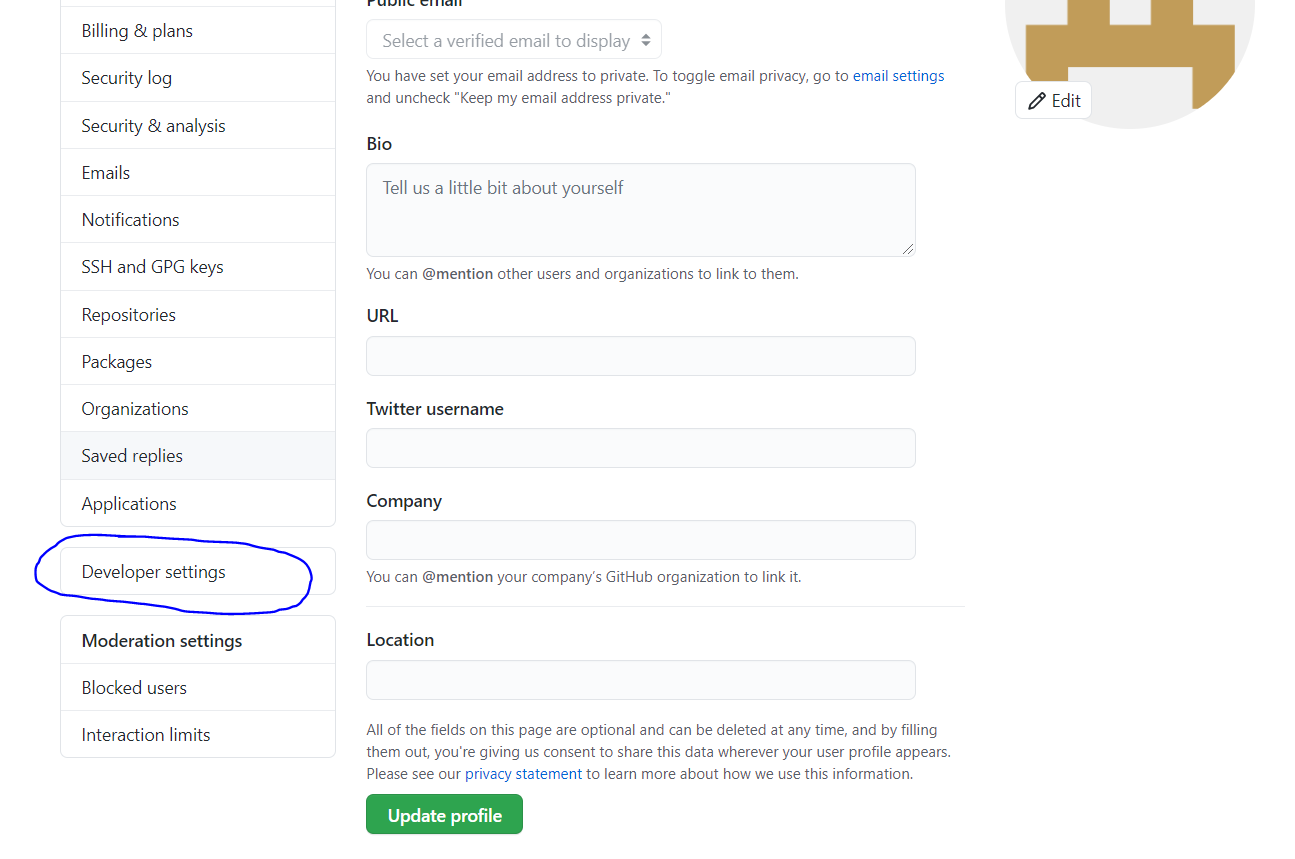 Billing & plans
Security log
Security & analysis
Emails
Notifications
SSH and GPG keys
Repositories
Packages
Organizations
Saved replies
Applications
Developer settings
Moderation settings
Blocked users
Interaction limits
Public email
Select a verified email to display
You have set your email address to private. To toggle email privacy, go to email settings
and uncheck "Keep my email address private."
Bio
Tell us a little bit about yourself
You can @mention other users and organizations to link to them.
URL
Twitter username
Company
You can @mention your company's GitHub organization to link it.
Location
All of the fields on this page are optional and can be deleted at any time, and by filling
them out, you're giving us consent to share this data wherever your user profile appears.
Please see our privacy statement to learn more about how we use this information.
Update profile
Edit